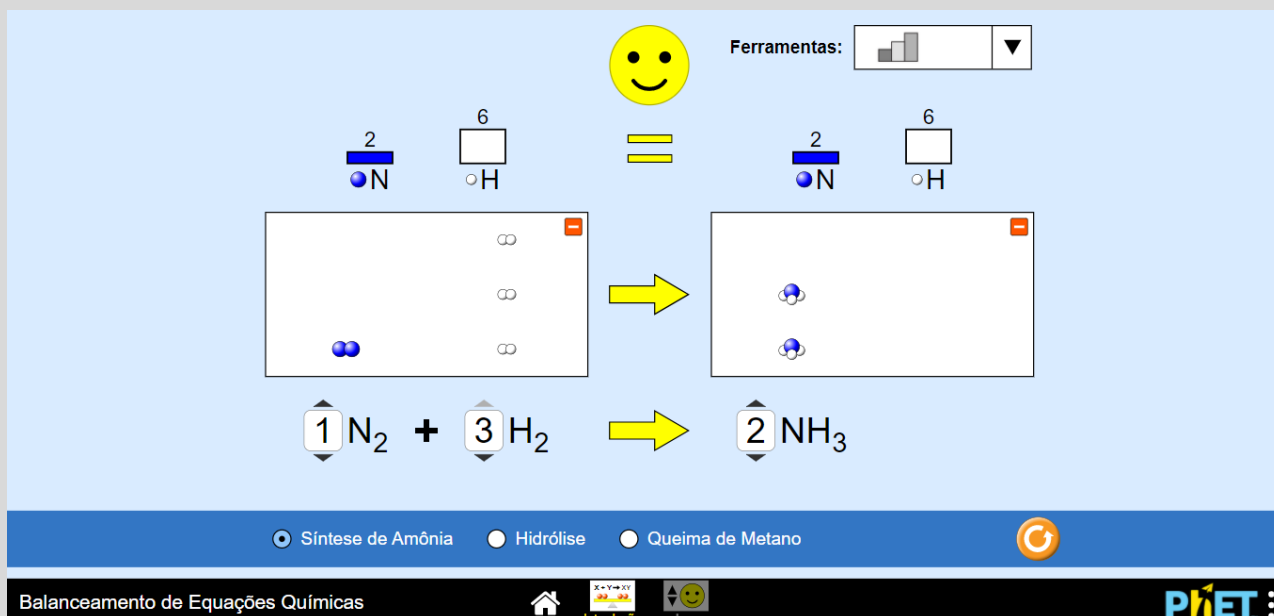 Ferramentas:
2 6 2 6
N H N H
1 N₂ + 3 H₂ 2 NH₃
Síntese de Amônia Hidrólise Queima de Metano
X + Y → XY
Balanceamento de Equações Químicas
PhET